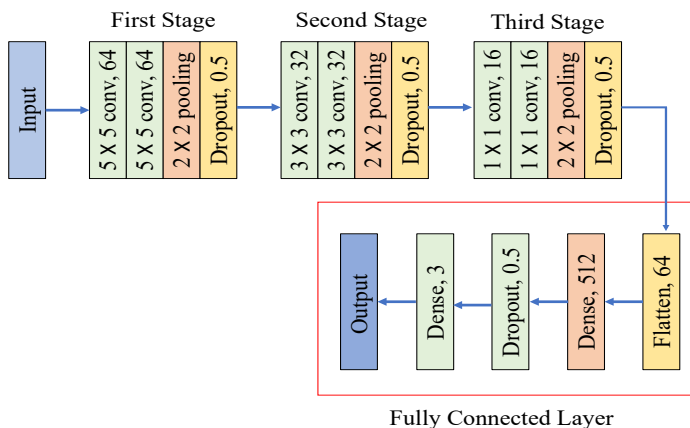 First Stage
Second Stage
Third Stage
Input
5 X 5 conv, 64
5 X 5 conv, 64
2 X 2 pooling
Dropout, 0.5
3 X 3 conv, 32
3 X 3 conv, 32
2 X 2 pooling
Dropout, 0.5
1 X 1 conv, 16
1 X 1 conv, 16
2 X 2 pooling
Dropout, 0.5
Flatten, 64
Dense, 512
Dropout, 0.5
Dense, 3
Output
Fully Connected Layer